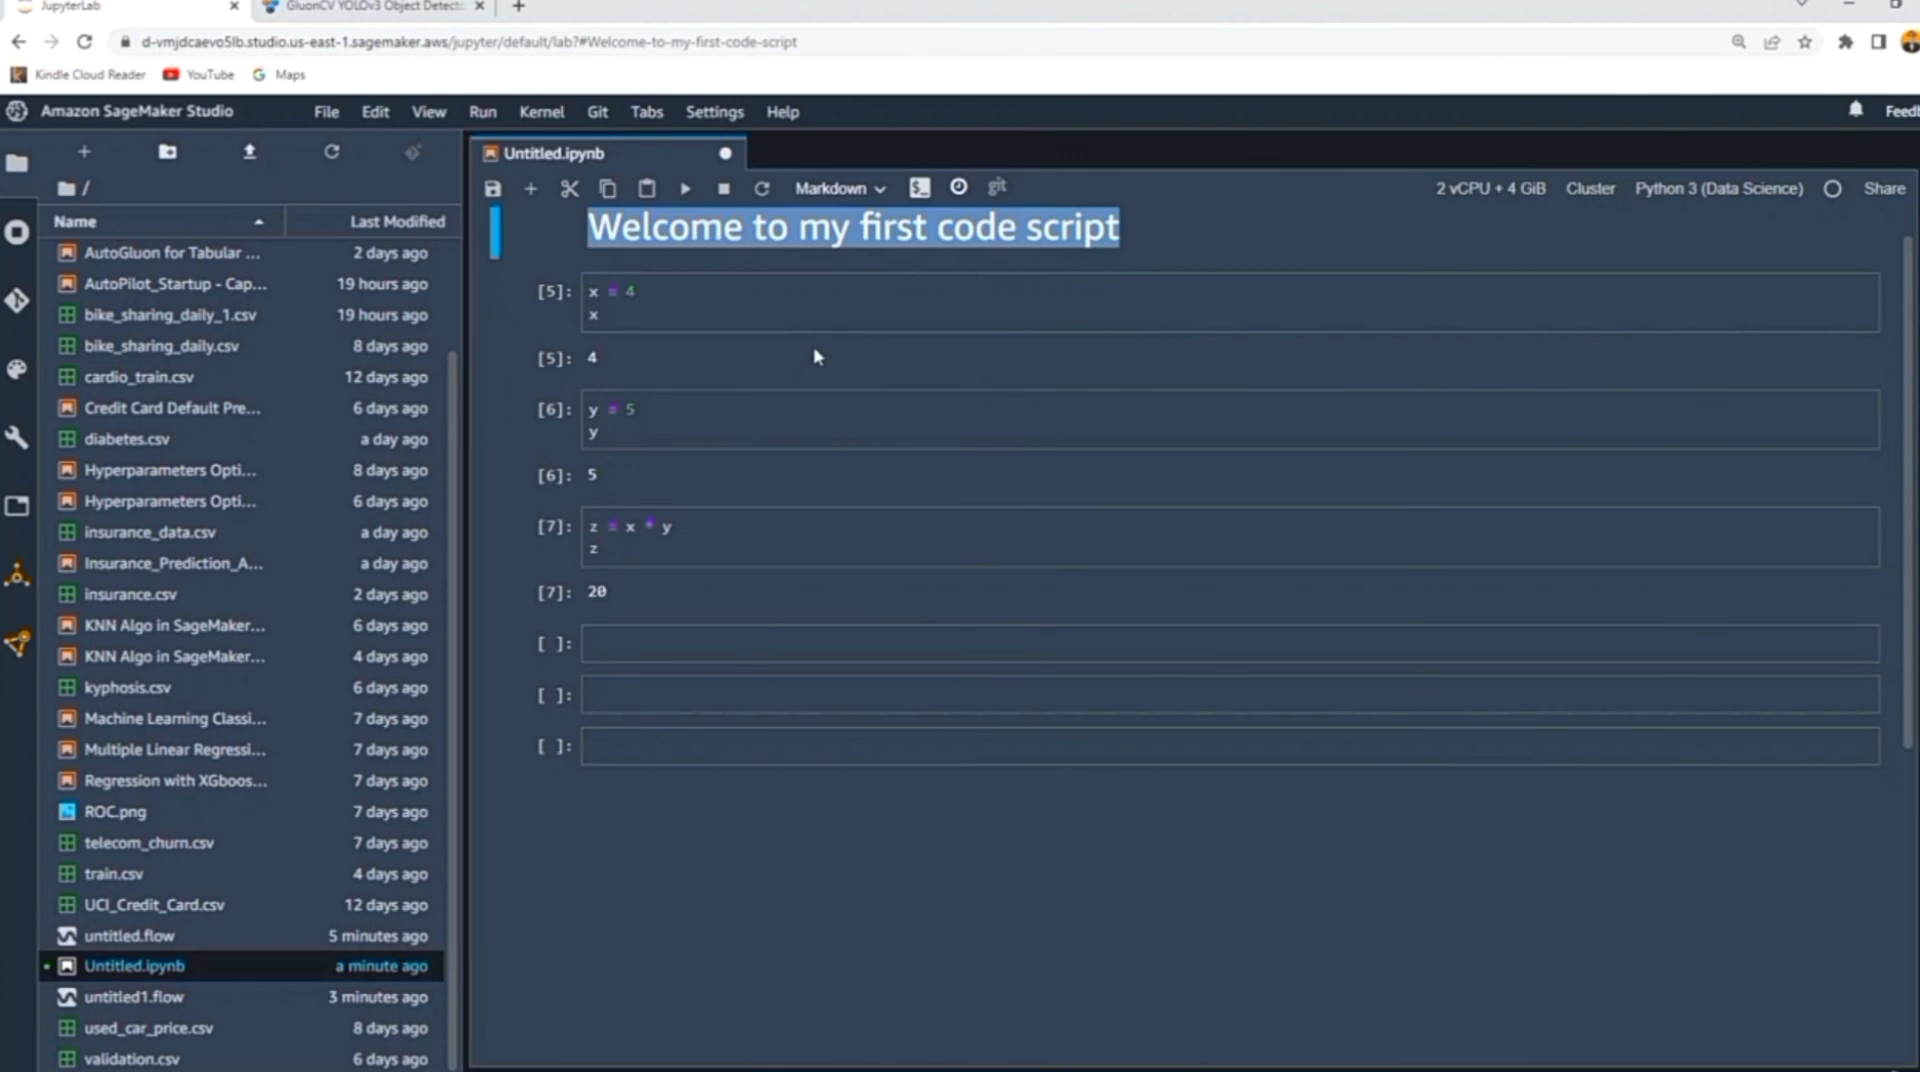 JupyterLab
GluonCV YOLOv3 Object Detect
d-vmjdcaevo5lb.studio.us-east-1.sagemaker.aws/jupyter/default/lab?#Welcome-to-my-first-code-script
Kindle Cloud Reader YouTube Maps
Amazon SageMaker Studio File Edit View Run Kernel Git Tabs Settings Help Feedb
Untitled.ipynb
Markdown git 2 vCPU + 4 GiB Cluster Python 3 (Data Science) Share
/
Name Last Modified
AutoGluon for Tabular ... 2 days ago
AutoPilot_Startup - Cap... 19 hours ago
bike_sharing_daily_1.csv 19 hours ago
bike_sharing_daily.csv 8 days ago
cardio_train.csv 12 days ago
Credit Card Default Pre... 6 days ago
diabetes.csv a day ago
Hyperparameters Opti... 8 days ago
Hyperparameters Opti... 6 days ago
insurance_data.csv a day ago
Insurance_Prediction_A... a day ago
insurance.csv 2 days ago
KNN Algo in SageMaker... 6 days ago
KNN Algo in SageMaker... 4 days ago
kyphosis.csv 6 days ago
Machine Learning Classi... 7 days ago
Multiple Linear Regressi... 7 days ago
Regression with XGboos... 7 days ago
ROC.png 7 days ago
telecom_churn.csv 7 days ago
train.csv 4 days ago
UCI_Credit_Card.csv 12 days ago
untitled.flow 5 minutes ago
Untitled.ipynb a minute ago
untitled1.flow 3 minutes ago
used_car_price.csv 8 days ago
validation.csv 6 days ago
Welcome to my first code script
[5]: x = 4
x
[5]: 4
[6]: y = 5
y
[6]: 5
[7]: z = x * y
z
[7]: 20
[ ]:
[ ]:
[ ]: